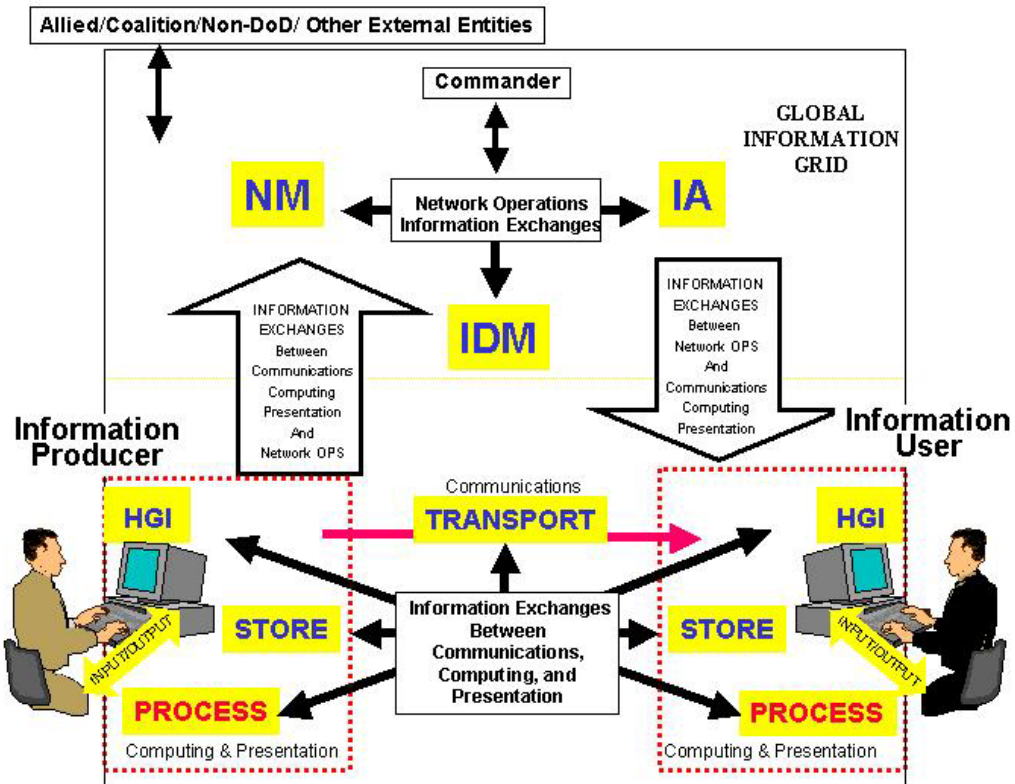 Allied/Coalition/Non-DoD/ Other External Entities
Commander
GLOBAL
INFORMATION
GRID
NM
Network Operations
Information Exchanges
IA
IDM
INFORMATION
EXCHANGES
Between
Communications
Computing
Presentation
And
Network OPS
INFORMATION
EXCHANGES
Between
Network OPS
And
Communications
Computing
Presentation
Information
Producer
Information
User
HGI
Communications
TRANSPORT
HGI
INPUT/OUTPUT
STORE
Information Exchanges
Between
Communications,
Computing, and
Presentation
STORE
INPUT/OUTPUT
PROCESS
Computing & Presentation
PROCESS
Computing & Presentation